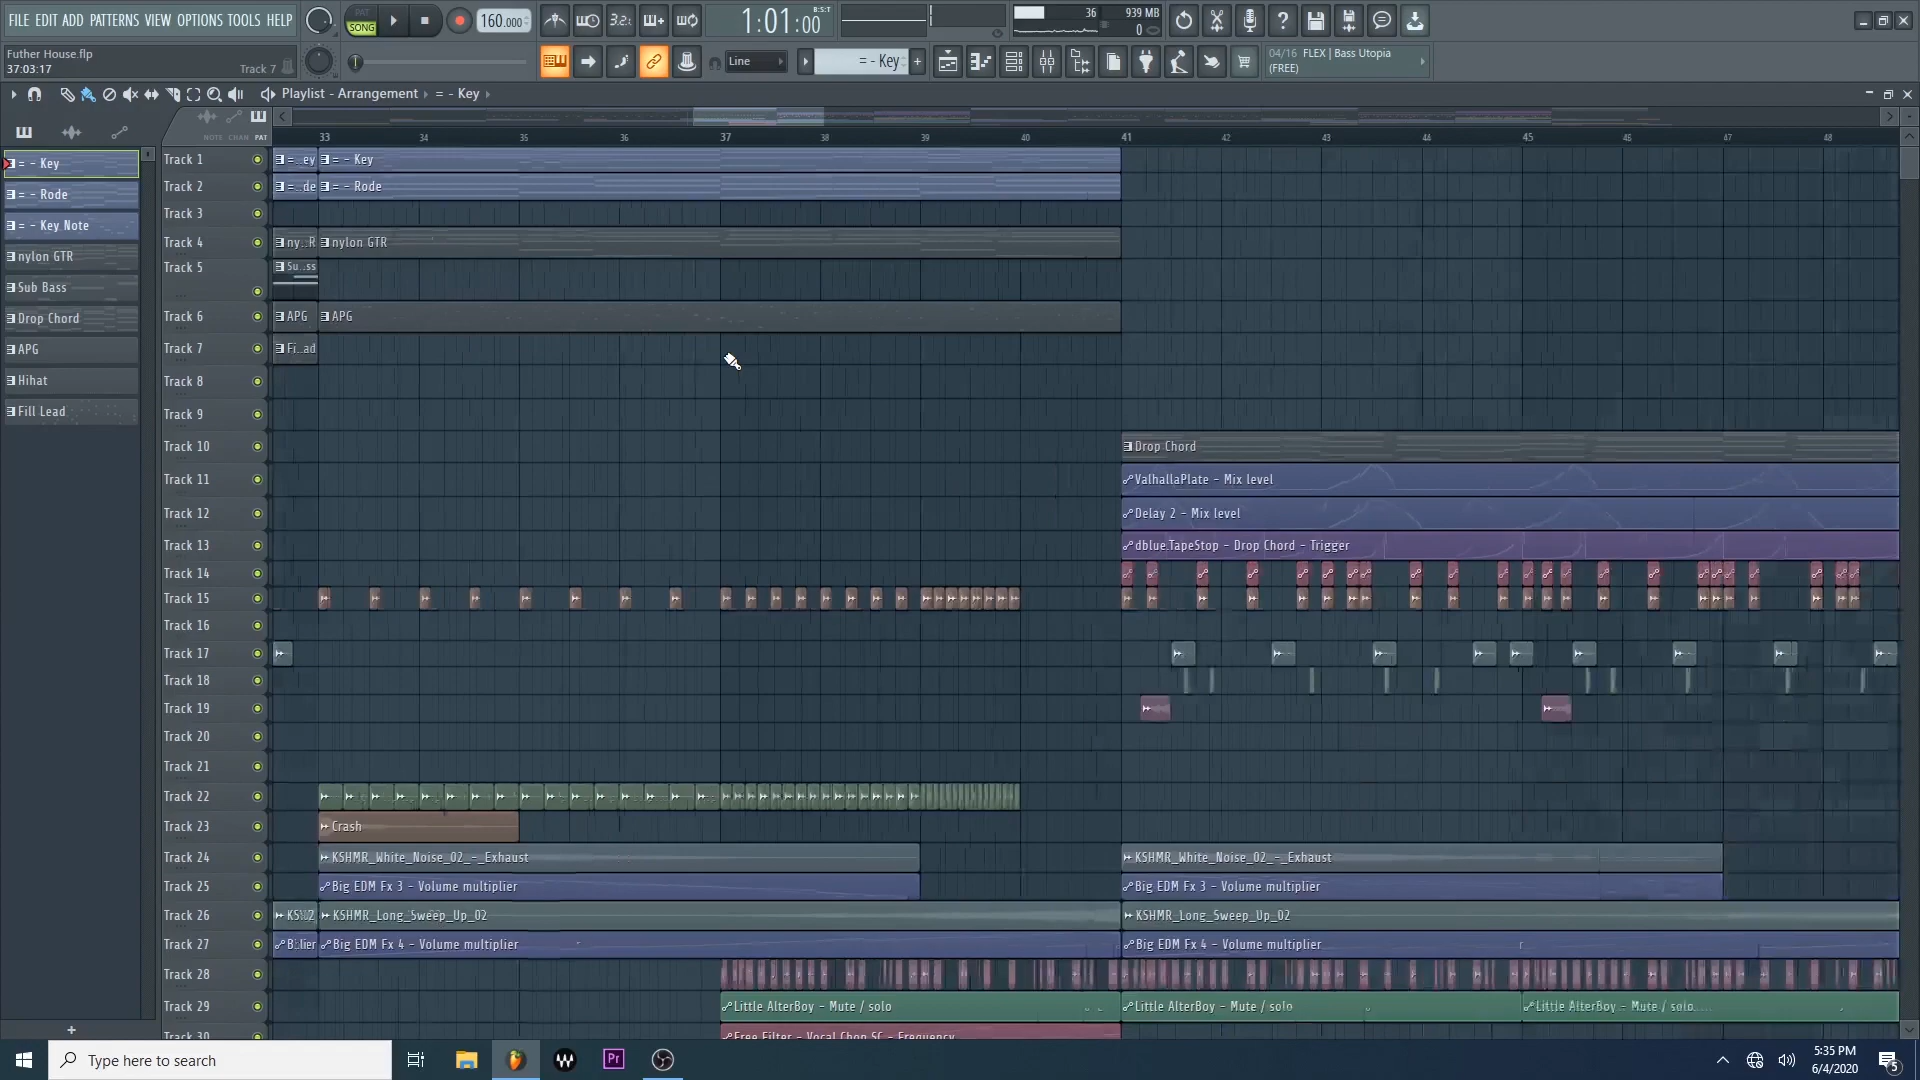 FILE EDIT ADD PATTERNS VIEW OPTIONS TOOLS HELP
PAT
SONG
160.000
3.2.
1:01:00
B:S:T
36
939 MB
0
Futher House.flp
37:03:17
Track 7
Line
= - Key
04/16 FLEX | Bass Utopia
(FREE)
Playlist - Arrangement
= - Key
NOTE CHAN PAT
33 34 35 36 37 38 39 40 41 42 43 44 45 46 47 48
= - Key
= - Rode
= - Key Note
nylon GTR
Sub Bass
Drop Chord
APG
Hihat
Fill Lead
+
Track 1 =..ey = - Key
Track 2 =..de = - Rode
Track 3
Track 4 ny..R nylon GTR
Track 5 Su..ss
Track 6 APG APG
Track 7 Fi..ad
Track 8
Track 9
Track 10 Drop Chord
Track 11 ValhallaPlate - Mix level
Track 12 Delay 2 - Mix level
Track 13 dblue.TapeStop - Drop Chord - Trigger
Track 14
Track 15
Track 16
Track 17
Track 18
Track 19
Track 20
Track 21
Track 22
Track 23 Crash
Track 24 KSHMR_White_Noise_02_-_Exhaust KSHMR_White_Noise_02_-_Exhaust
Track 25 Big EDM Fx 3 - Volume multiplier Big EDM Fx 3 - Volume multiplier
Track 26 KSHMR_Long_Sweep_Up_02 KSHMR_Long_Sweep_Up_02
Track 27 B..lier Big EDM Fx 4 - Volume multiplier Big EDM Fx 4 - Volume multiplier
Track 28
Track 29 Little AlterBoy - Mute / solo Little AlterBoy - Mute / solo Little AlterBoy - Mute / solo
Track 30 Free Filter - Vocal Chop SC - Frequency
Type here to search
Pr
5:35 PM
6/4/2020
5